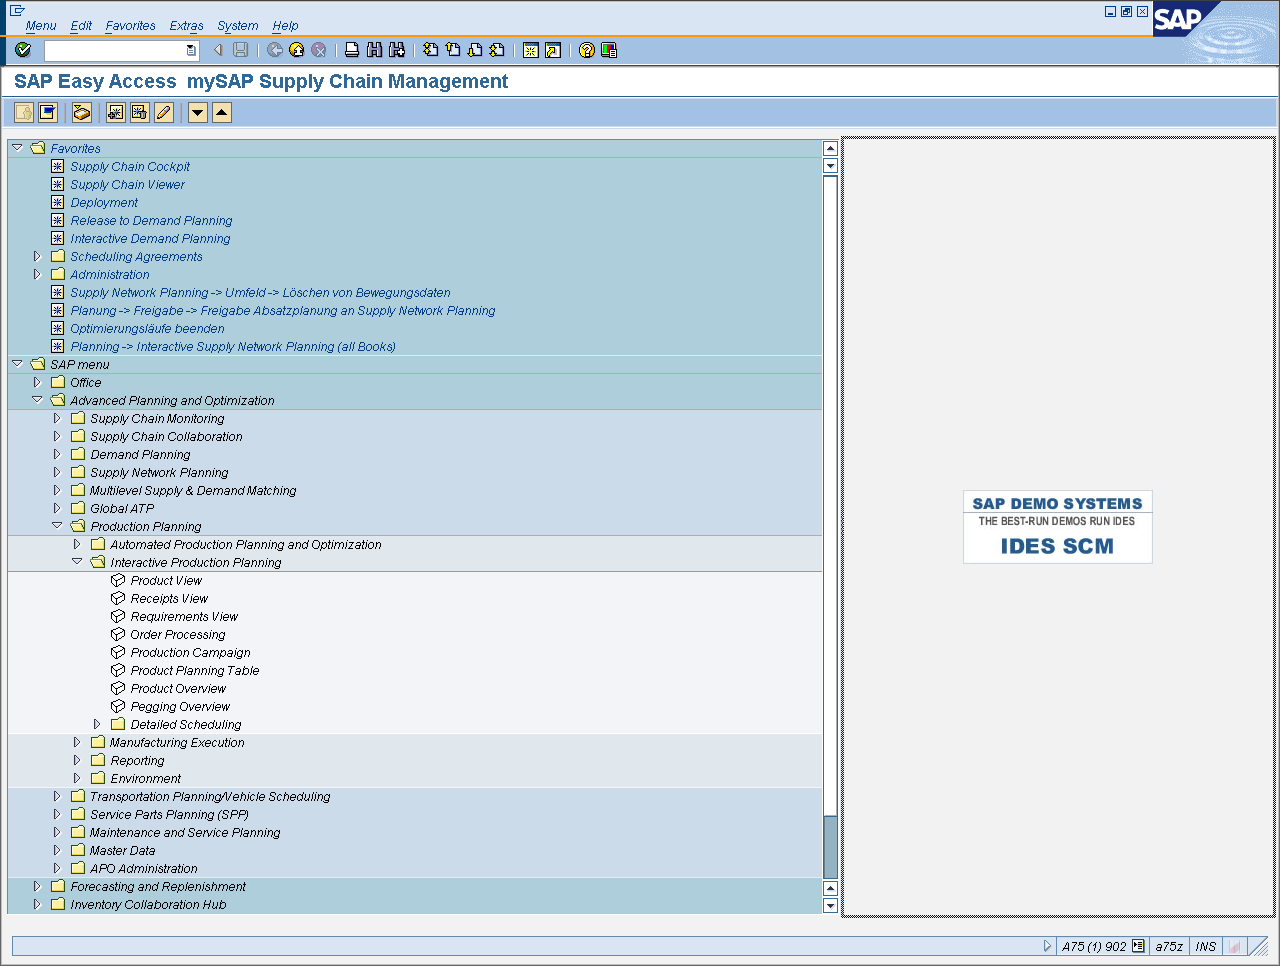 Menu Edit Favorites Extras System Help
SAP
SAP Easy Access mySAP Supply Chain Management
Favorites
Supply Chain Cockpit
Supply Chain Viewer
Deployment
Release to Demand Planning
Interactive Demand Planning
Scheduling Agreements
Administration
Supply Network Planning -> Umfeld -> Löschen von Bewegungsdaten
Planung -> Freigabe -> Freigabe Absatzplanung an Supply Network Planning
Optimierungsläufe beenden
Planning -> Interactive Supply Network Planning (all Books)
SAP menu
Office
Advanced Planning and Optimization
Supply Chain Monitoring
Supply Chain Collaboration
Demand Planning
Supply Network Planning
Multilevel Supply & Demand Matching
Global ATP
Production Planning
Automated Production Planning and Optimization
Interactive Production Planning
Product View
Receipts View
Requirements View
Order Processing
Production Campaign
Product Planning Table
Product Overview
Pegging Overview
Detailed Scheduling
Manufacturing Execution
Reporting
Environment
Transportation Planning/Vehicle Scheduling
Service Parts Planning (SPP)
Maintenance and Service Planning
Master Data
APO Administration
Forecasting and Replenishment
Inventory Collaboration Hub
SAP DEMO SYSTEMS
THE BEST-RUN DEMOS RUN IDES
IDES SCM
A75 (1) 902 a75z INS